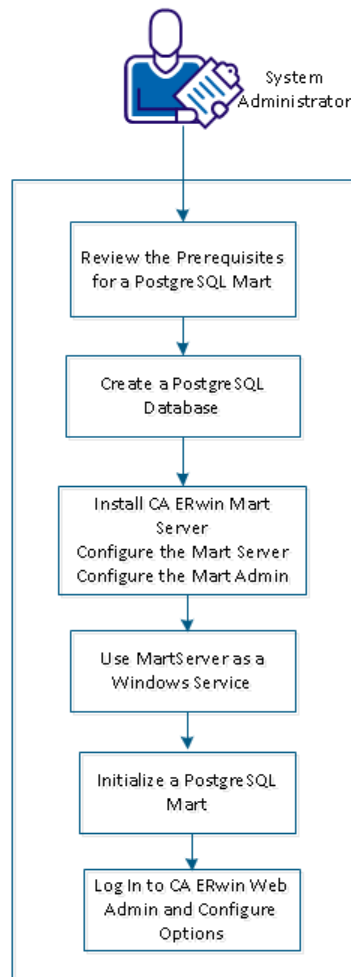 System
Administrator
Review the Prerequisites
for a PostgreSQL Mart
Create a PostgreSQL
Database
Install CA ERwin Mart
Server
Configure the Mart Server
Configure the Mart Admin
Use MartServer as a
Windows Service
Initialize a PostgreSQL
Mart
Log In to CA ERwin Web
Admin and Configure
Options